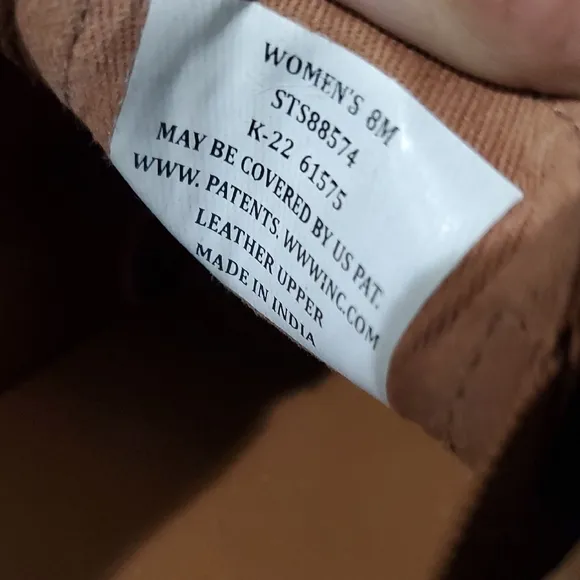 WOMEN'S 8M
STS88574
K-22 61575
MAY BE COVERED BY US PAT.
WWW. PATENTS. WWWINC.COM
LEATHER UPPER
MADE IN INDIA